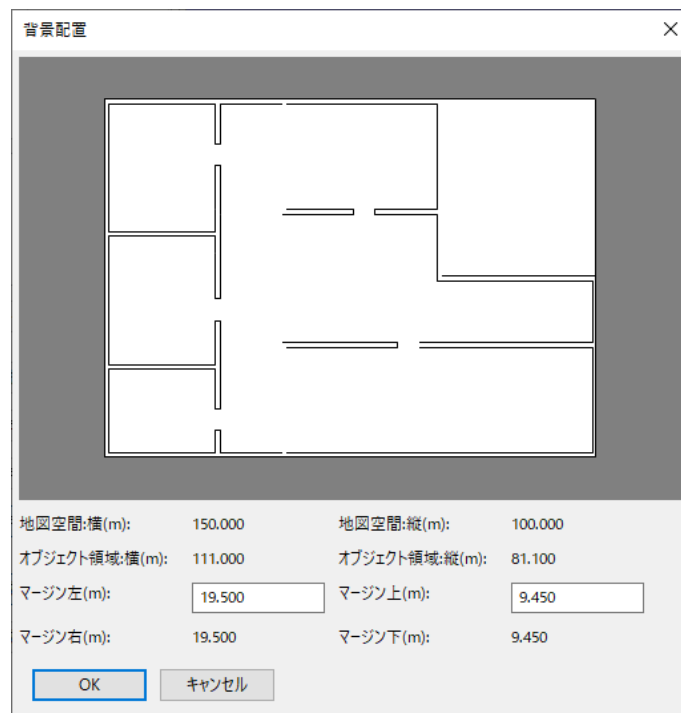 背景配置
地図空間:横(m): 150.000 地図空間:縦(m): 100.000
オブジェクト領域:横(m): 111.000 オブジェクト領域:縦(m): 81.100
マージン左(m): 19.500 マージン上(m): 9.450
マージン右(m): 19.500 マージン下(m): 9.450
OK キャンセル